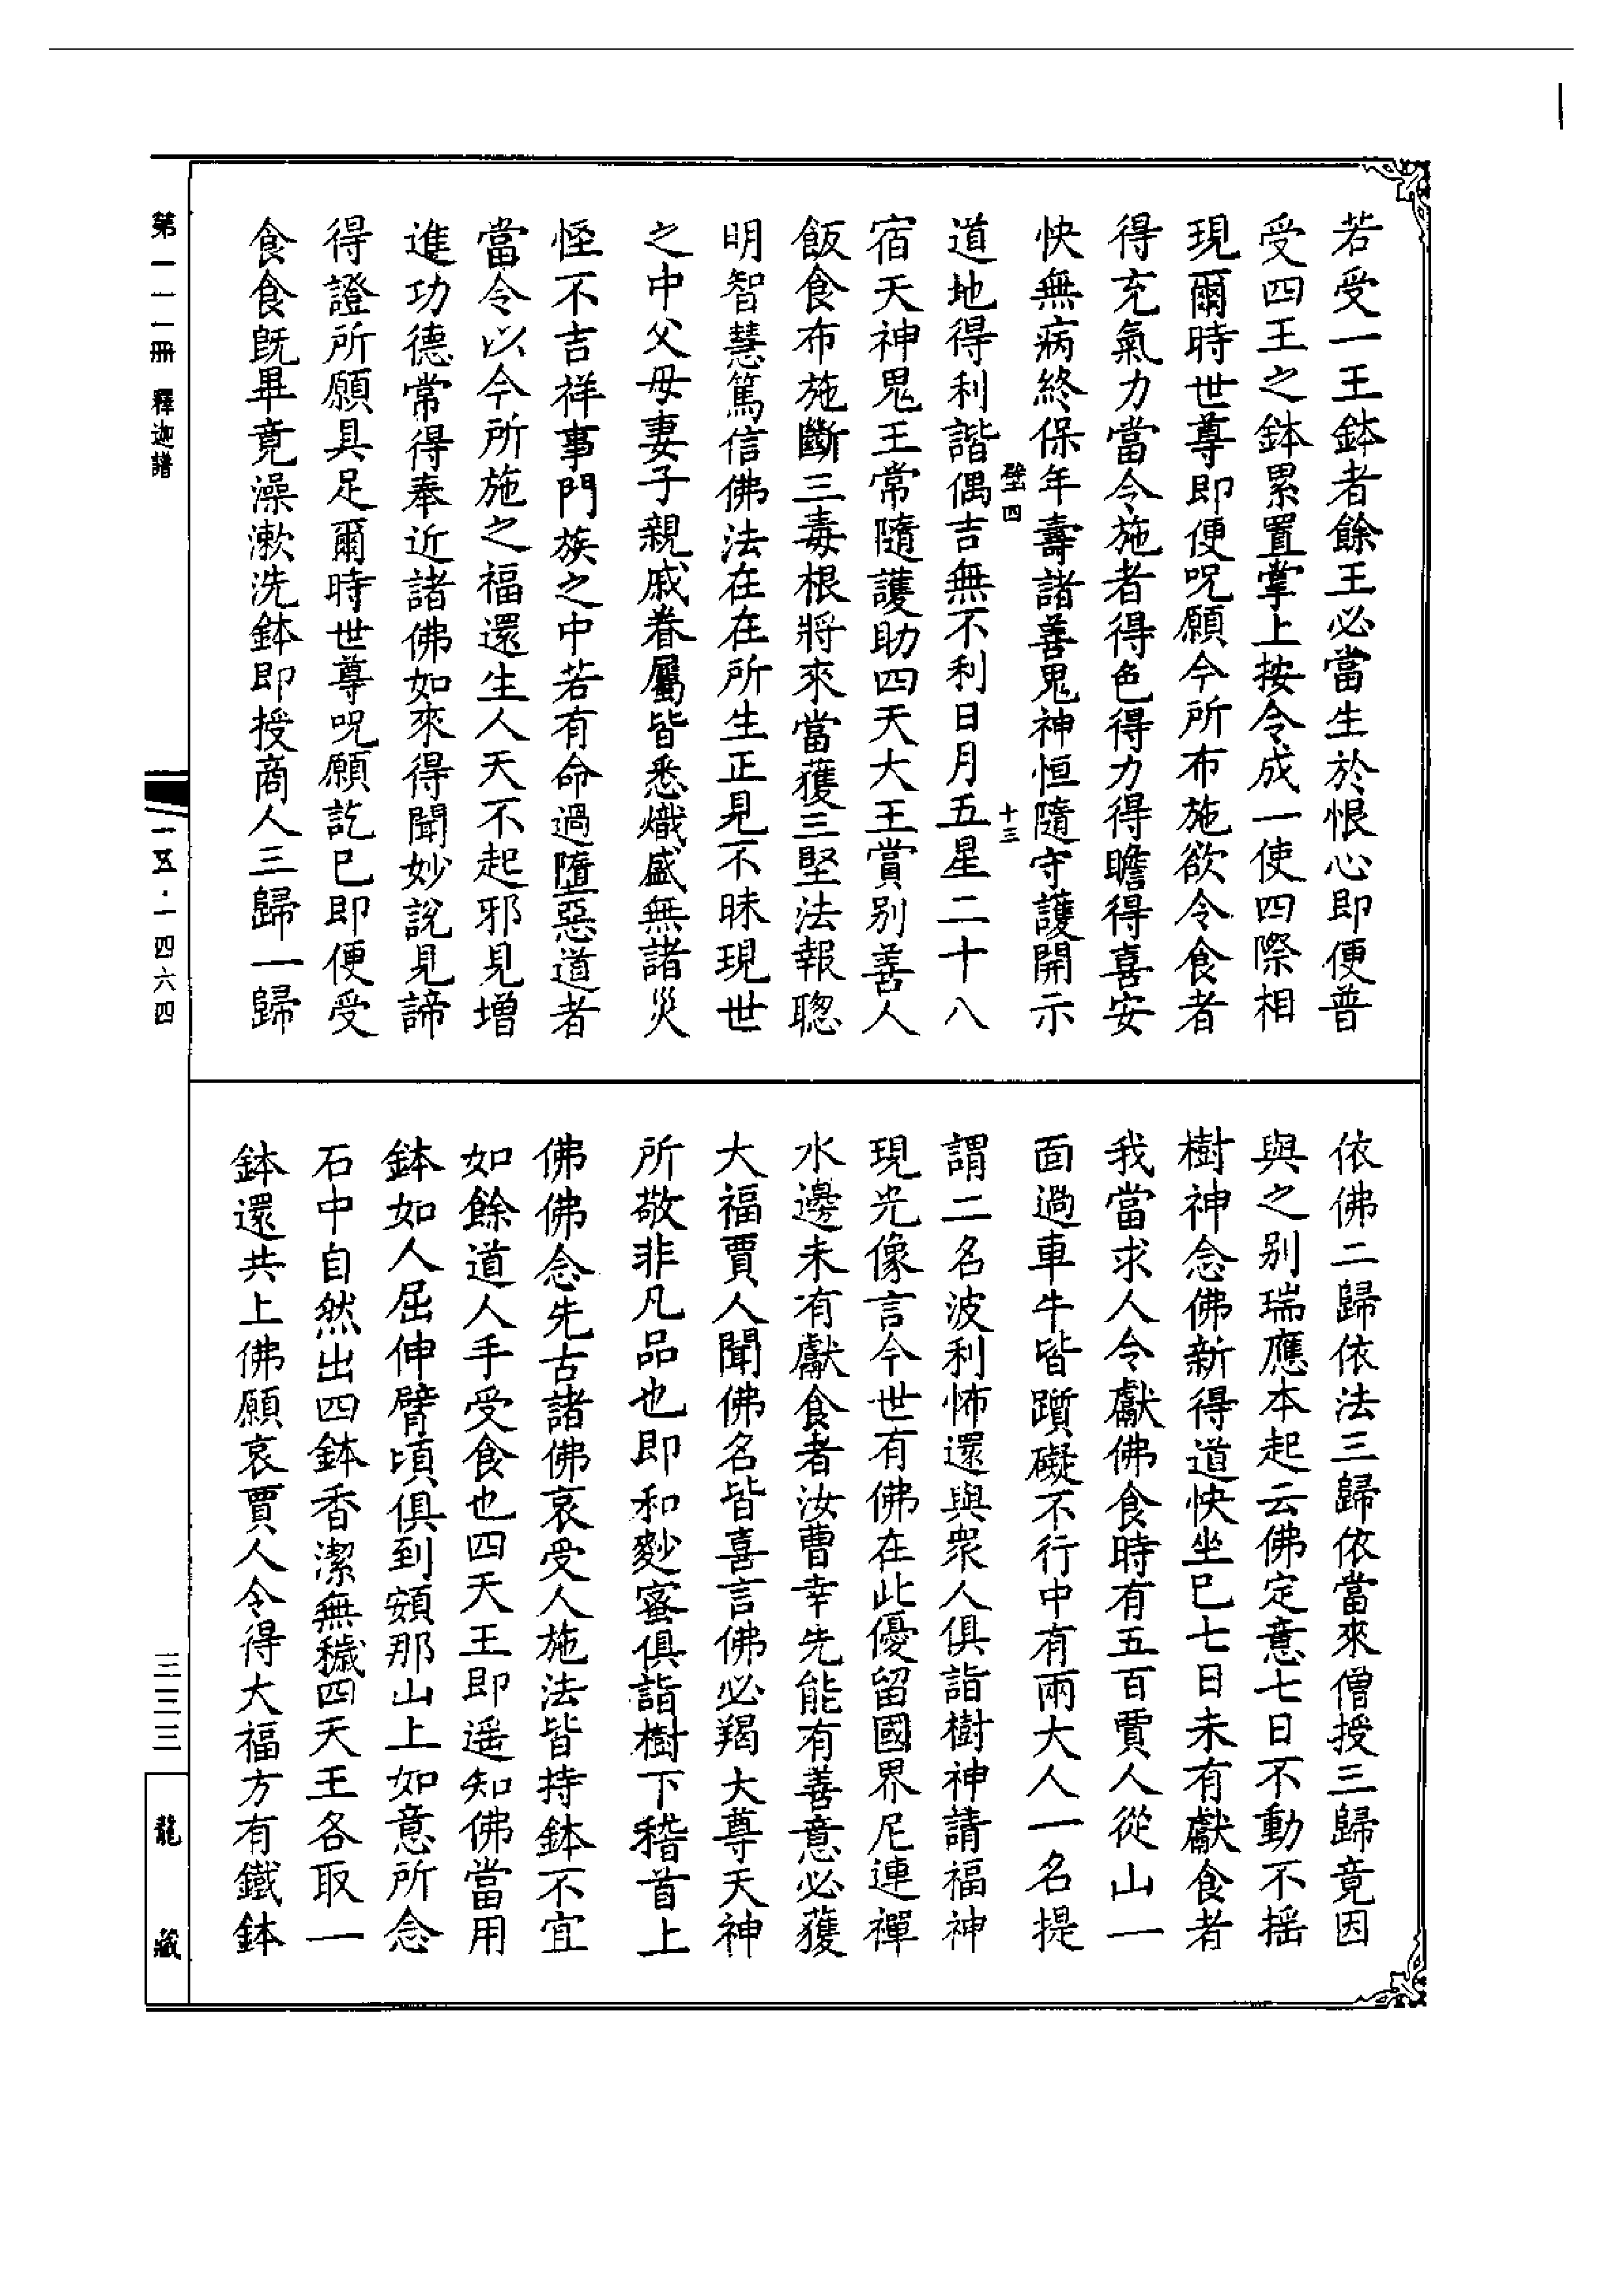 若受一王鉢者餘王必當生於恨心即便普
受四王之鉢累置掌上按令成一使四際相
現爾時世尊即便呪願今所布施欲令食者
得充氣力當令施者得色得力得瞻得喜安
快無病終保年壽諸善鬼神恒隨守護開示
壁四
十三
道地得利諧偶吉無不利日月五星二十八
宿天神鬼王常隨護助四天大王賞別善人
飯食布施斷三毒根將來當獲三堅法報聰
明智慧篤信佛法在在所生正見不昧現世
之中父母妻子親戚眷屬皆悉熾盛無諸災
怪不吉祥事門族之中若有命過墮惡道者
當令以今所施之福還生人天不起邪見增
進功德常得奉近諸佛如來得聞妙說見諦
得證所願具足爾時世尊呪願訖已即便受
食食既畢竟澡漱洗鉢即授商人三歸一歸
依佛二歸依法三歸依當來僧授三歸竟因
與之別瑞應本起云佛定意七日不動不搖
樹神念佛新得道快坐已七日未有獻食者
我當求人令獻佛食時有五百賈人從山一
面過車牛皆躓礙不行中有兩大人一名提
謂二名波利怖還與眾人俱詣樹神請福神
現光像言今世有佛在此優留國界尼連禪
水邊未有獻食者汝曹幸先能有善意必獲
大福賈人聞佛名皆喜言佛必羯大尊天神
所敬非凡品也即和麨蜜俱詣樹下稽首上
佛佛念先古諸佛哀受人施法皆持鉢不宜
如餘道人手受食也四天王即遥知佛當用
鉢如人屈伸臂頃俱到頞那山上如意所念
石中自然出四鉢香潔無穢四天王各取一
鉢還共上佛願哀賈人令得大福方有鐵鉢
第一一一冊　釋迦譜
一五・一四六四
三三三
龍藏